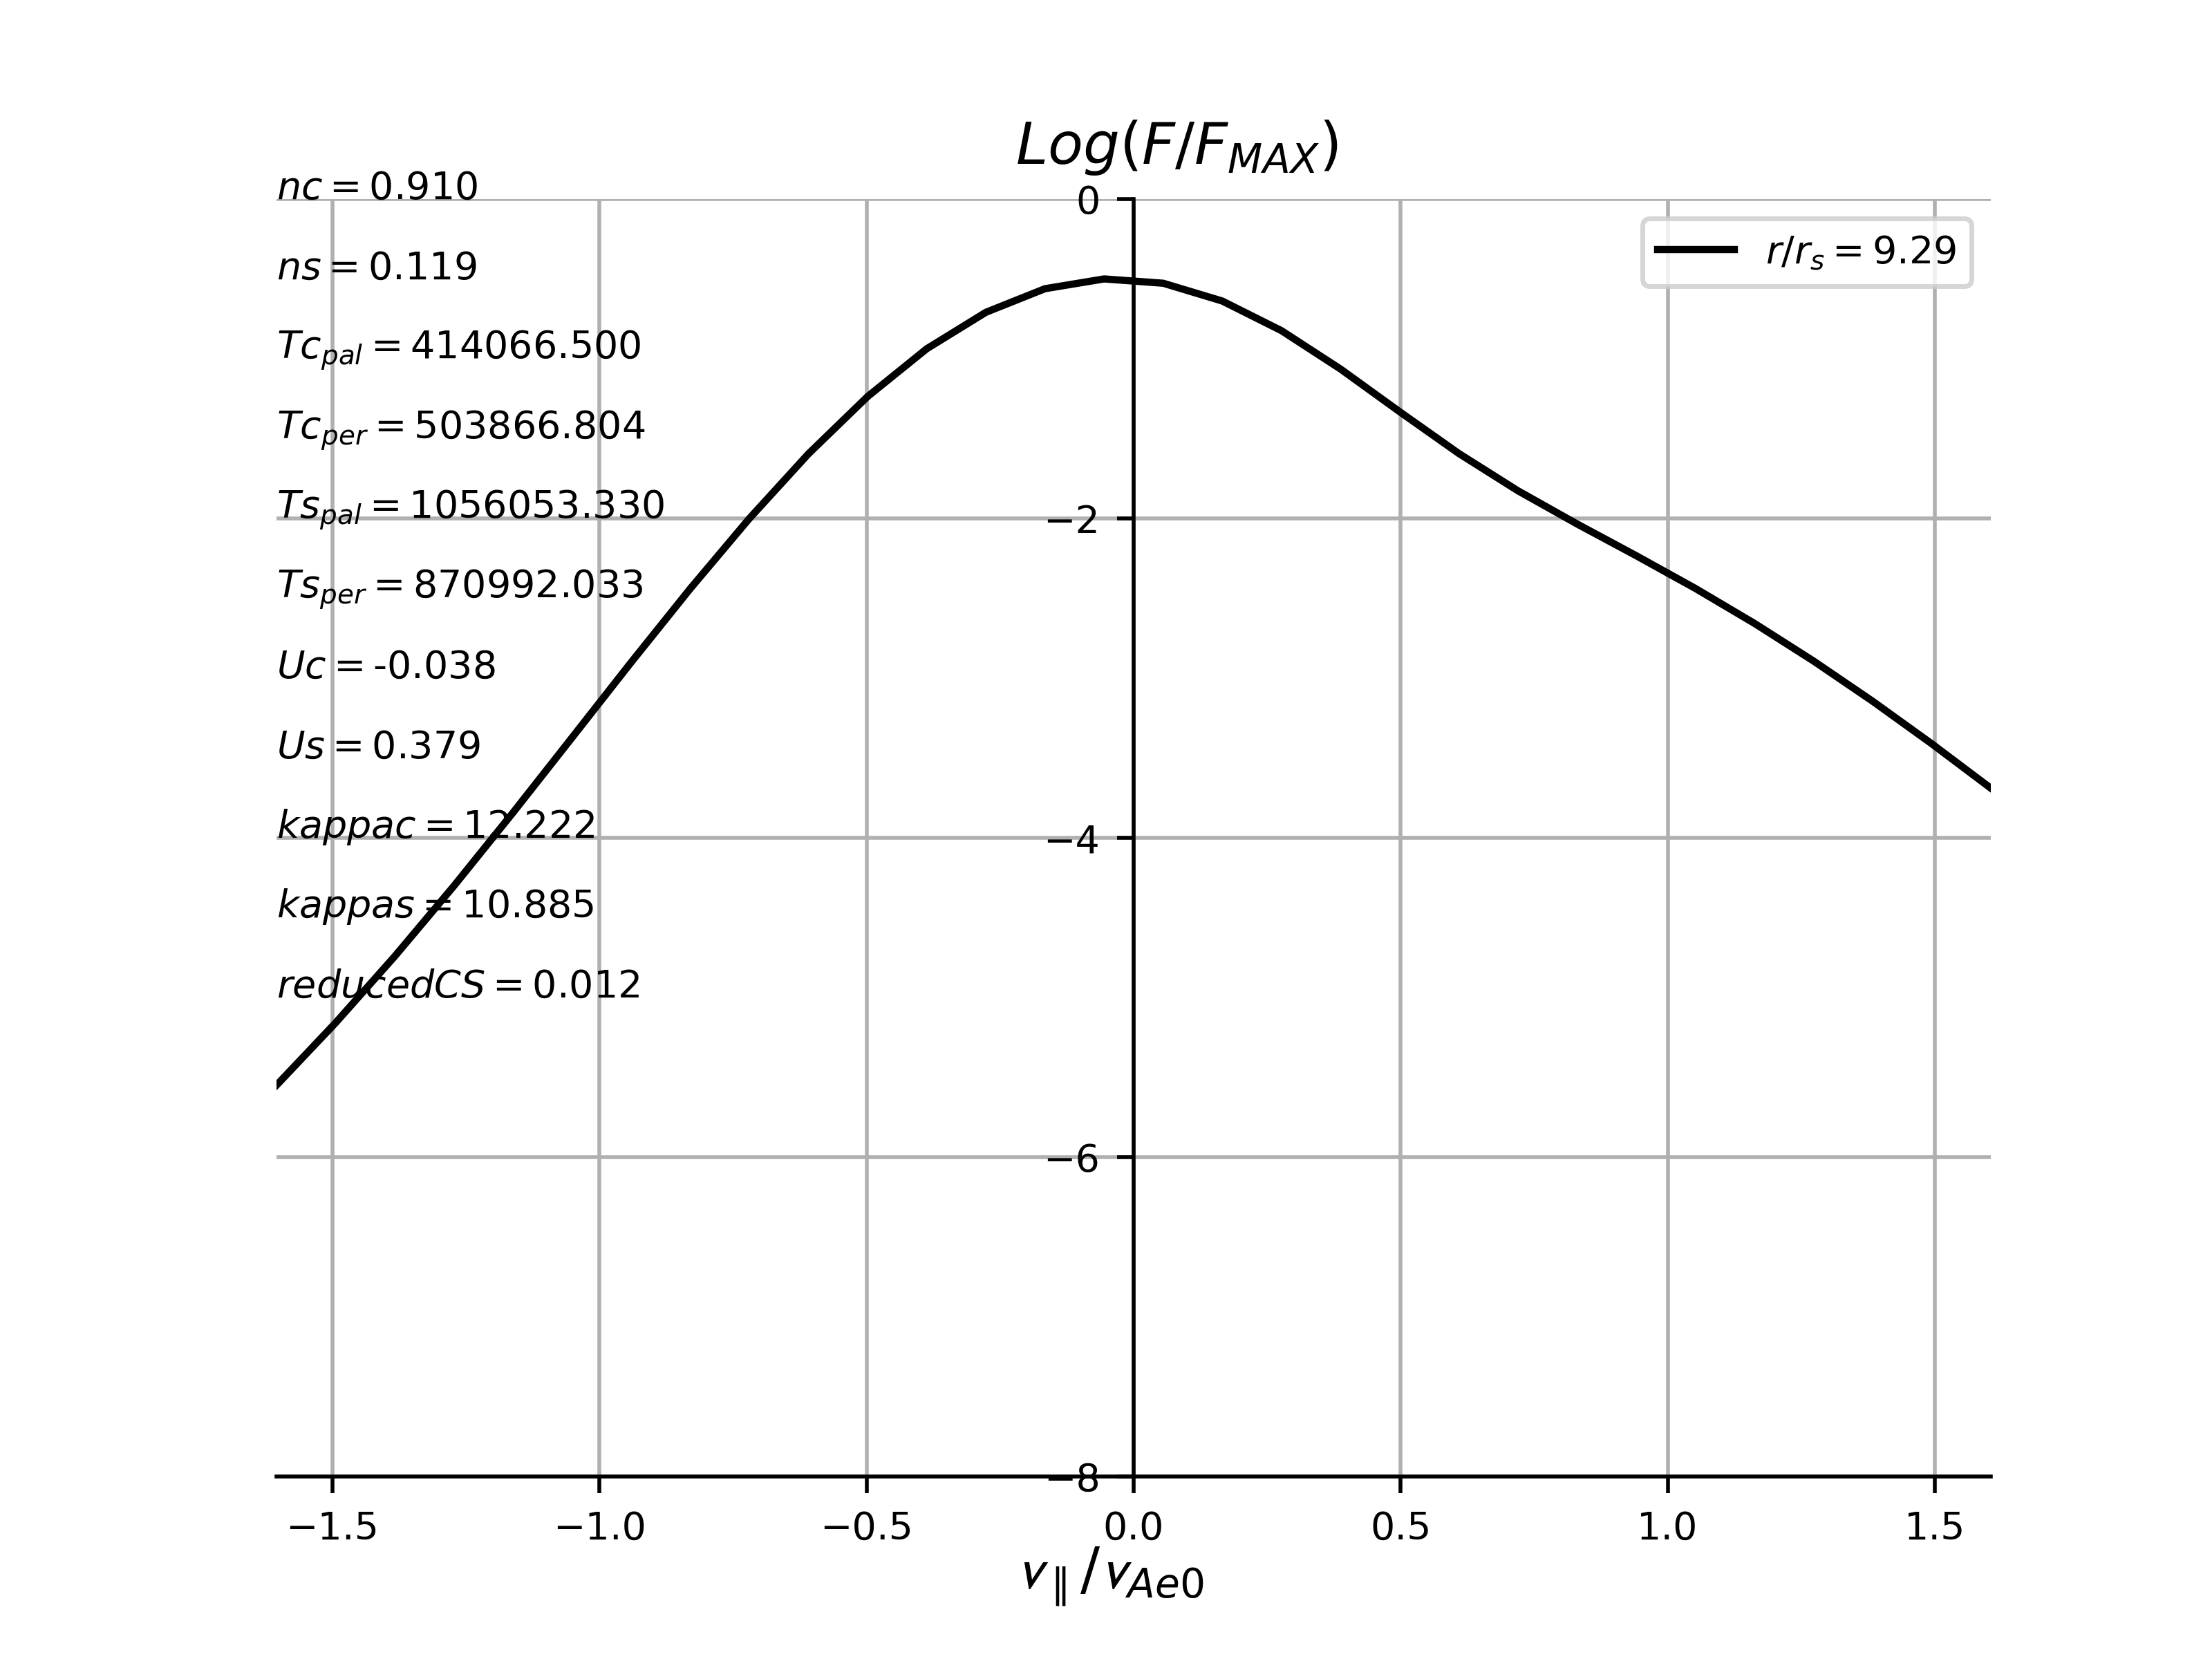 Log(F/F_MAX)
nc = 0.910
0
r/r_s = 9.29
ns = 0.119
Tc_pal = 414066.500
Tc_per = 503866.804
Ts_pal = 1056053.330
−2
Ts_per = 870992.033
Uc = -0.038
Us = 0.379
kappac = 12.222
−4
kappas = 10.885
reducedCS = 0.012
−6
−8
−1.5 −1.0 −0.5 0.0 0.5 1.0 1.5
v_∥/v_Ae0